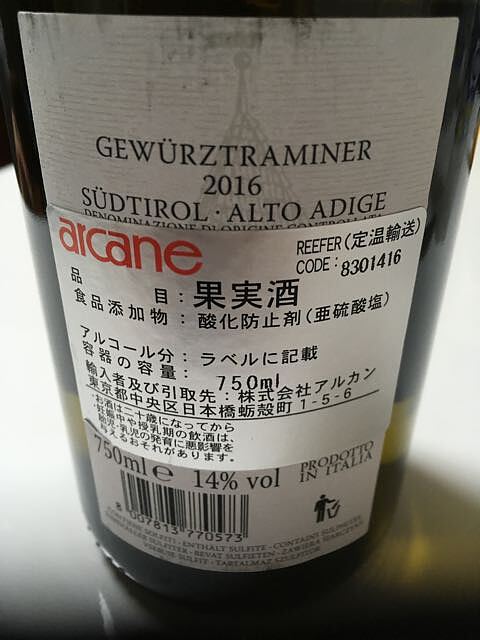 GEWÜRZTRAMINER
2016
SÜDTIROL · ALTO ADIGE
DENOMINAZIONE DI ORIGINE CONTROLLATA
arcane
REEFER(定温輸送)
CODE: 8301416
品 目:果実酒
食品添加物:酸化防止剤(亜硫酸塩)
アルコール分:ラベルに記載
容器の容量: 750ml
輸入者及び引取先:株式会社アルカン
東京都中央区日本橋蛎殻町1-5-6
お酒は二十歳になってから
妊娠中や授乳期の飲酒は、
胎児・乳児の発育に悪影響を
与えるおそれがあります。
750ml e 14% vol
PRODOTTO
IN ITALIA
8 007813 770573
CONTIENE SOLFITI · ENTHÄLT SULFITE · CONTAINS SULPHITES
BEVAT SULFIETEN · ZAWIERA SIARCZYNY
SULFIT · TARTALMAZ SZULFITOK